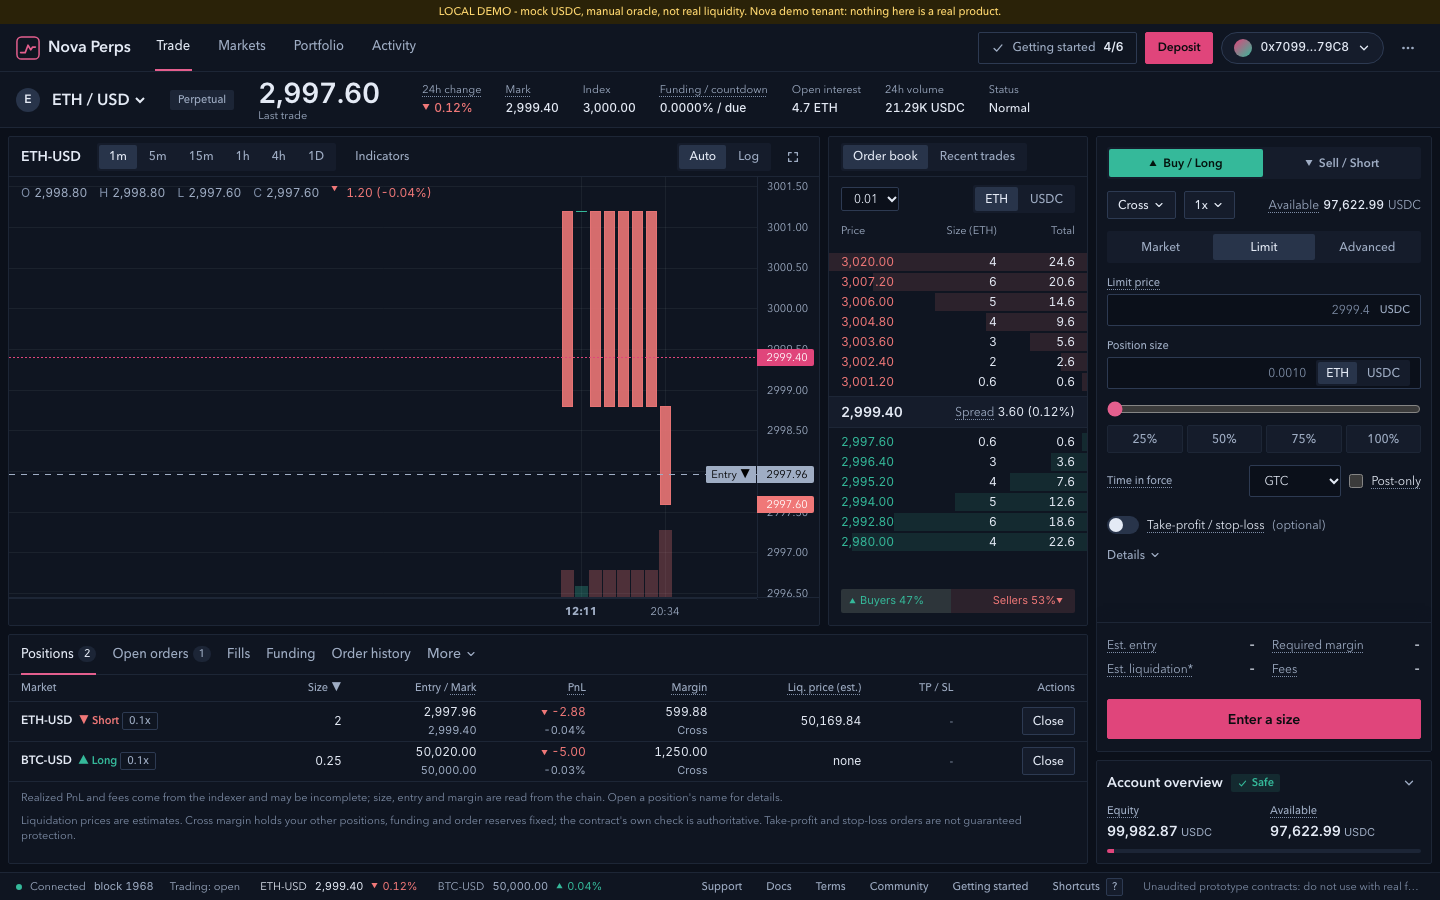 LOCAL DEMO - mock USDC, manual oracle, not real liquidity. Nova demo tenant: nothing here is a real product.
Nova Perps Trade Markets Portfolio Activity Getting started 4/6 Deposit 0x7099...79C8
E ETH / USD Perpetual 2,997.60 Last trade
24h change Mark Index Funding / countdown Open interest 24h volume Status
0.12% 2,999.40 3,000.00 0.0000% / due 4.7 ETH 21.29K USDC Normal
ETH-USD 1m 5m 15m 1h 4h 1D Indicators Auto Log
O 2,998.80 H 2,998.80 L 2,997.60 C 2,997.60 1.20 (-0.04%)
3001.50
3001.00
3000.50
3000.00
2999.40
2999.00
2998.50
Entry 2997.96
2997.60
2997.00
2996.50
12:11 20:34
Order book Recent trades
0.01 ETH USDC
Price Size (ETH) Total
3,020.00 4 24.6
3,007.20 6 20.6
3,006.00 5 14.6
3,004.80 4 9.6
3,003.60 3 5.6
3,002.40 2 2.6
3,001.20 0.6 0.6
2,999.40 Spread 3.60 (0.12%)
2,997.60 0.6 0.6
2,996.40 3 3.6
2,995.20 4 7.6
2,994.00 5 12.6
2,992.80 6 18.6
2,980.00 4 22.6
Buyers 47% Sellers 53%
Buy / Long Sell / Short
Cross 1x Available 97,622.99 USDC
Market Limit Advanced
Limit price
2999.4 USDC
Position size
0.0010 ETH USDC
25% 50% 75% 100%
Time in force GTC Post-only
Take-profit / stop-loss (optional)
Details
Est. entry - Required margin -
Est. liquidation* - Fees -
Enter a size
Account overview Safe
Equity Available
99,982.87 USDC 97,622.99 USDC
Positions 2 Open orders 1 Fills Funding Order history More
Market Size Entry / Mark PnL Margin Liq. price (est.) TP / SL Actions
ETH-USD Short 0.1x 2 2,997.96 -2.88 599.88 50,169.84 - Close
2,999.40 -0.04% Cross
BTC-USD Long 0.1x 0.25 50,020.00 -5.00 1,250.00 none - Close
50,000.00 -0.03% Cross
Realized PnL and fees come from the indexer and may be incomplete; size, entry and margin are read from the chain. Open a position's name for details.
Liquidation prices are estimates. Cross margin holds your other positions, funding and order reserves fixed; the contract's own check is authoritative. Take-profit and stop-loss orders are not guaranteed
protection.
Connected block 1968 Trading: open ETH-USD 2,999.40 0.12% BTC-USD 50,000.00 0.04% Support Docs Terms Community Getting started Shortcuts ? Unaudited prototype contracts: do not use with real f...